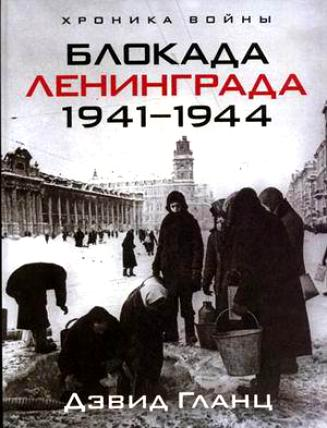 ХРОНИКА ВОЙНЫ
БЛОКАДА
ЛЕНИНГРАДА
1941–1944
Дэвид Гланц